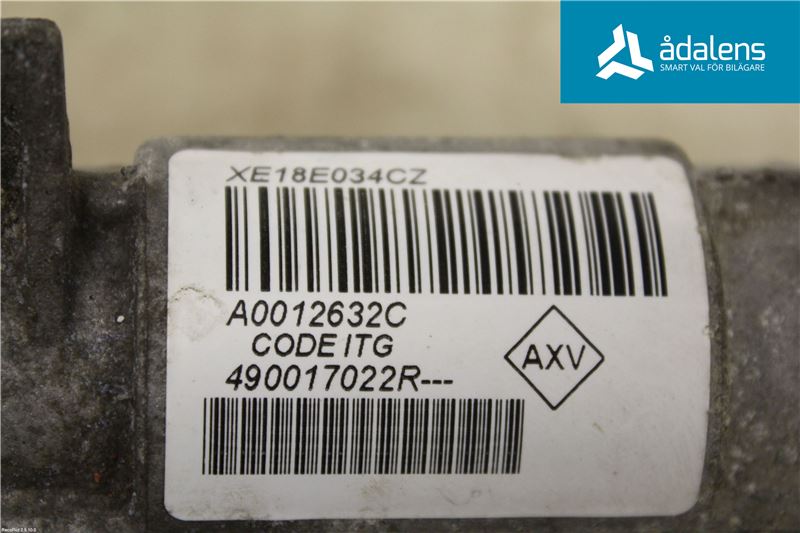 ådalens
SMART VAL FÖR BILÄGARE
XE18E034CZ
A0012632C
CODE ITG
AXV
490017022R---